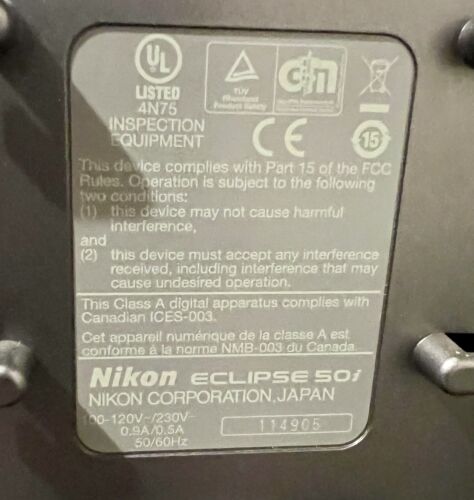 UL
LISTED
4N75
INSPECTION
EQUIPMENT
TÜV
Rheinland
Product Safety
CE
15
This device complies with Part 15 of the FCC
Rules. Operation is subject to the following
two conditions:
(1) this device may not cause harmful
interference,
and
(2) this device must accept any interference
received, including interference that may
cause undesired operation.
This Class A digital apparatus complies with
Canadian ICES-003.
Cet appareil numérique de la classe A est
conforme à la norme NMB-003 du Canada.
Nikon ECLIPSE 50i
NIKON CORPORATION,JAPAN
100-120V~/230V~
0.9A/0.5A
50/60Hz
114905